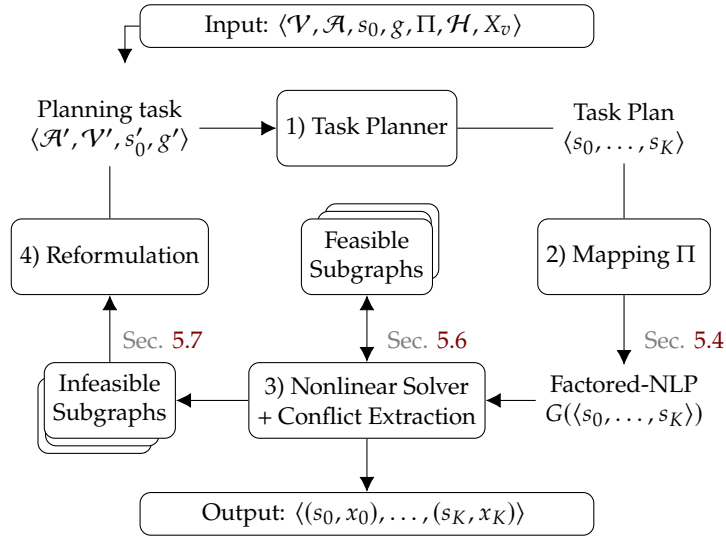 Input: ⟨𝒱, 𝒜, s₀, g, Π, ℋ, Xᵥ⟩
Planning task
⟨𝒜′, 𝒱′, s′₀, g′⟩
1) Task Planner
Task Plan
⟨s₀, . . . , s_K⟩
4) Reformulation
Feasible
Subgraphs
2) Mapping Π
Sec. 5.7
Sec. 5.6
Sec. 5.4
Infeasible
Subgraphs
3) Nonlinear Solver
+ Conflict Extraction
Factored-NLP
G(⟨s₀, . . . , s_K⟩)
Output: ⟨(s₀, x₀), . . . , (s_K, x_K)⟩